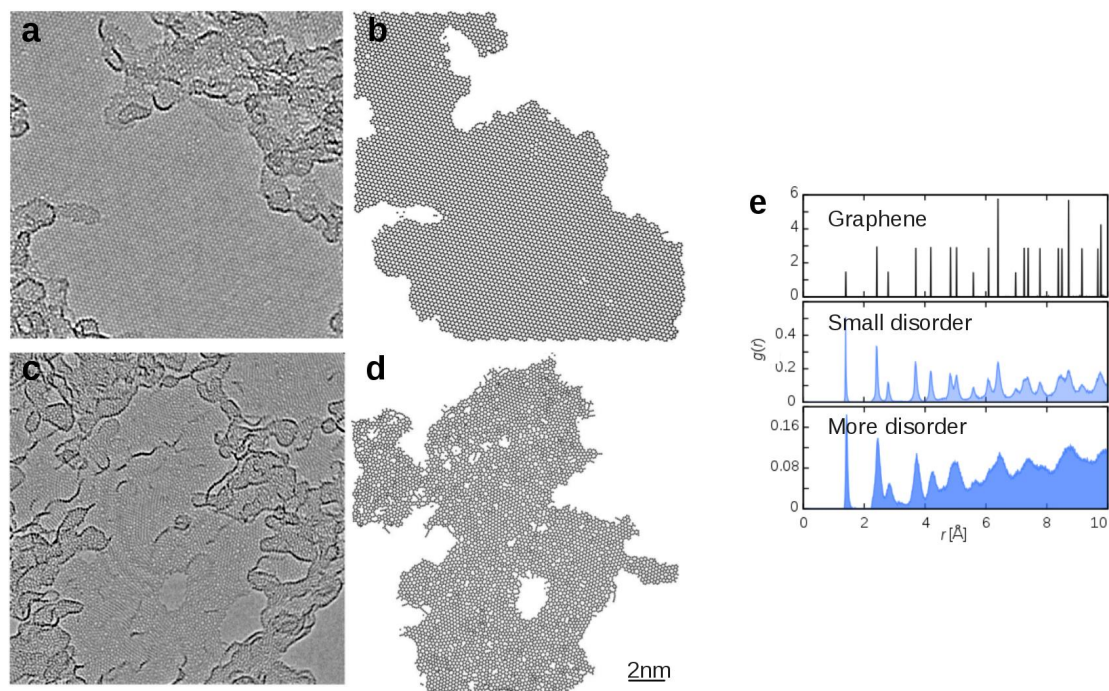 a
b
c
d
2nm
e
Graphene
6
4
2
0
Small disorder
0.4
0.2
0
More disorder
0.16
0.08
0
g(r)
0 2 4 6 8 10
r [Å]